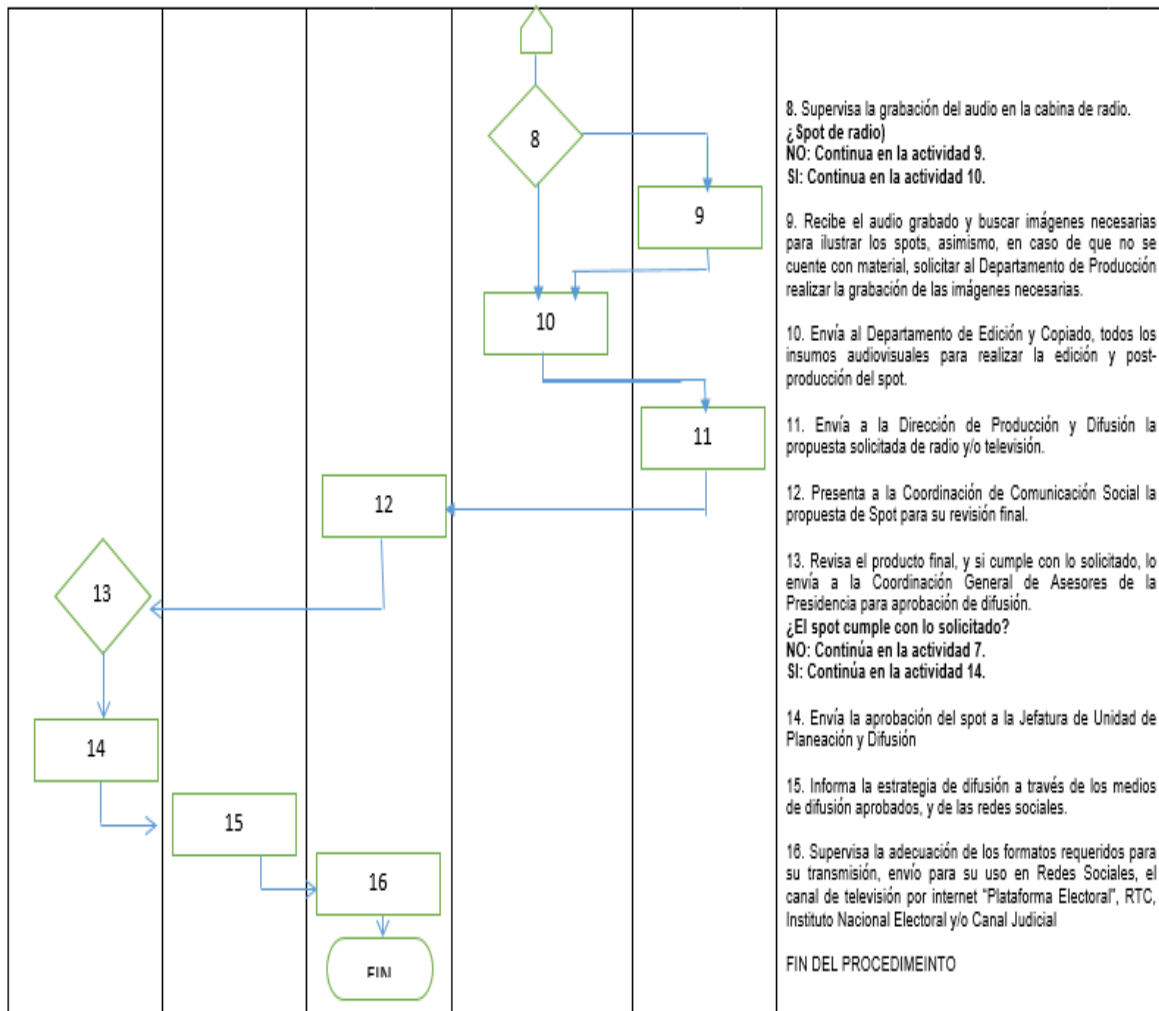 8
9
10
11
12
13
14
15
16
FIN
8. Supervisa la grabación del audio en la cabina de radio.
¿Spot de radio)
NO: Continua en la actividad 9.
SI: Continua en la actividad 10.
9. Recibe el audio grabado y buscar imágenes necesarias
para ilustrar los spots, asimismo, en caso de que no se
cuente con material, solicitar al Departamento de Producción
realizar la grabación de las imágenes necesarias.
10. Envía al Departamento de Edición y Copiado, todos los
insumos audiovisuales para realizar la edición y post-
producción del spot.
11. Envía a la Dirección de Producción y Difusión la
propuesta solicitada de radio y/o televisión.
12. Presenta a la Coordinación de Comunicación Social la
propuesta de Spot para su revisión final.
13. Revisa el producto final, y si cumple con lo solicitado, lo
envía a la Coordinación General de Asesores de la
Presidencia para aprobación de difusión.
¿El spot cumple con lo solicitado?
NO: Continúa en la actividad 7.
SI: Continúa en la actividad 14.
14. Envía la aprobación del spot a la Jefatura de Unidad de
Planeación y Difusión
15. Informa la estrategia de difusión a través de los medios
de difusión aprobados, y de las redes sociales.
16. Supervisa la adecuación de los formatos requeridos para
su transmisión, envío para su uso en Redes Sociales, el
canal de televisión por internet "Plataforma Electoral", RTC,
Instituto Nacional Electoral y/o Canal Judicial
FIN DEL PROCEDIMEINTO